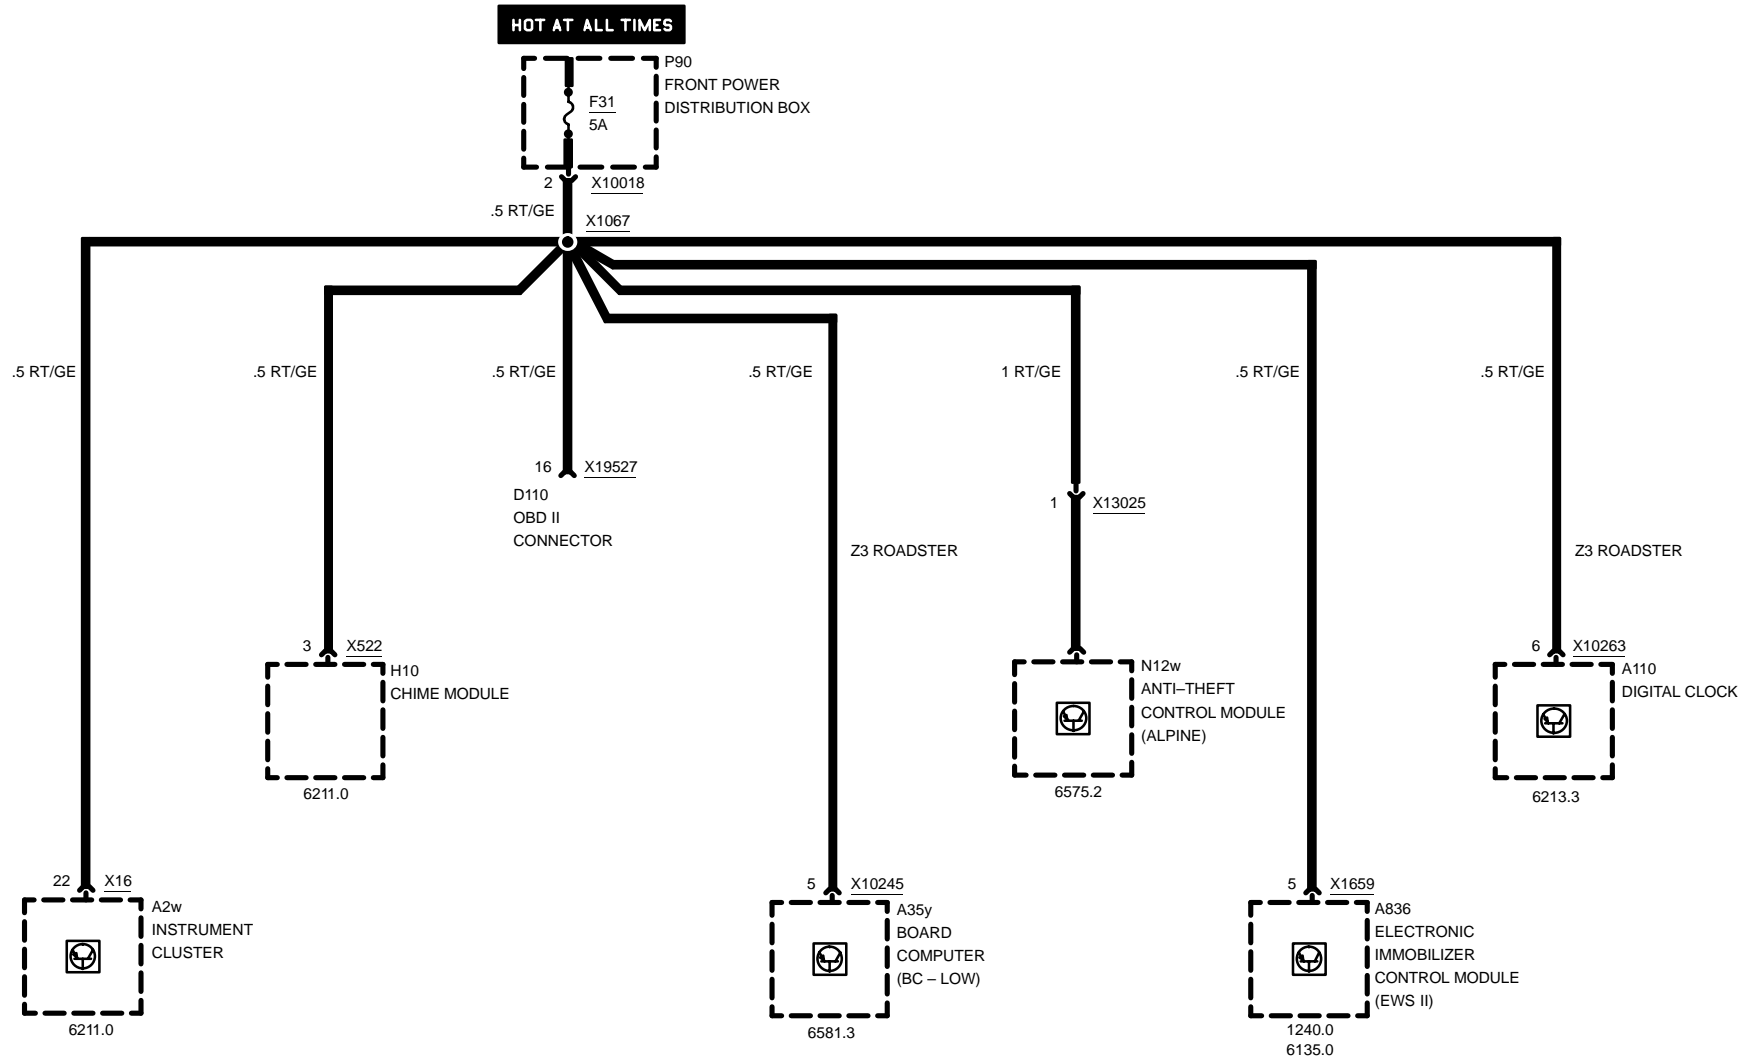 HOT AT ALL TIMES
P90
FRONT POWER
DISTRIBUTION BOX
F31
5A
2 X10018
.5 RT/GE
X1067
.5 RT/GE
.5 RT/GE
.5 RT/GE
.5 RT/GE
1 RT/GE
.5 RT/GE
.5 RT/GE
16 X19527
D110
OBD II
CONNECTOR
1 X13025
Z3 ROADSTER
Z3 ROADSTER
3 X522
H10
CHIME MODULE
6211.0
N12w
ANTI–THEFT
CONTROL MODULE
(ALPINE)
6575.2
6 X10263
A110
DIGITAL CLOCK
6213.3
22 X16
A2w
INSTRUMENT
CLUSTER
6211.0
5 X10245
A35y
BOARD
COMPUTER
(BC – LOW)
6581.3
5 X1659
A836
ELECTRONIC
IMMOBILIZER
CONTROL MODULE
(EWS II)
1240.0
6135.0